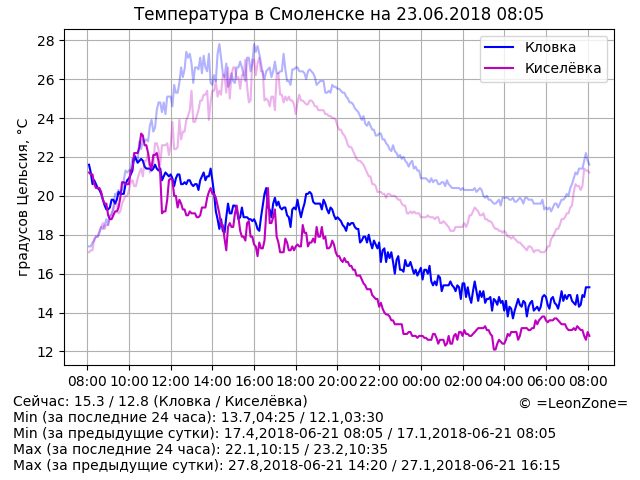 Температура в Смоленске на 23.06.2018 08:05
Кловка
Киселёвка
градусов Цельсия, °C
28
26
24
22
20
18
16
14
12
08:00 10:00 12:00 14:00 16:00 18:00 20:00 22:00 00:00 02:00 04:00 06:00 08:00
Сейчас: 15.3 / 12.8 (Кловка / Киселёвка)
© =LeonZone=
Min (за последние 24 часа): 13.7,04:25 / 12.1,03:30
Min (за предыдущие сутки): 17.4,2018-06-21 08:05 / 17.1,2018-06-21 08:05
Max (за последние 24 часа): 22.1,10:15 / 23.2,10:35
Max (за предыдущие сутки): 27.8,2018-06-21 14:20 / 27.1,2018-06-21 16:15